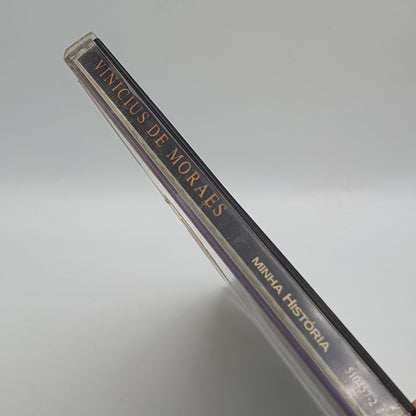 VINICIUS DE MORAES
MINHA HISTÓRIA